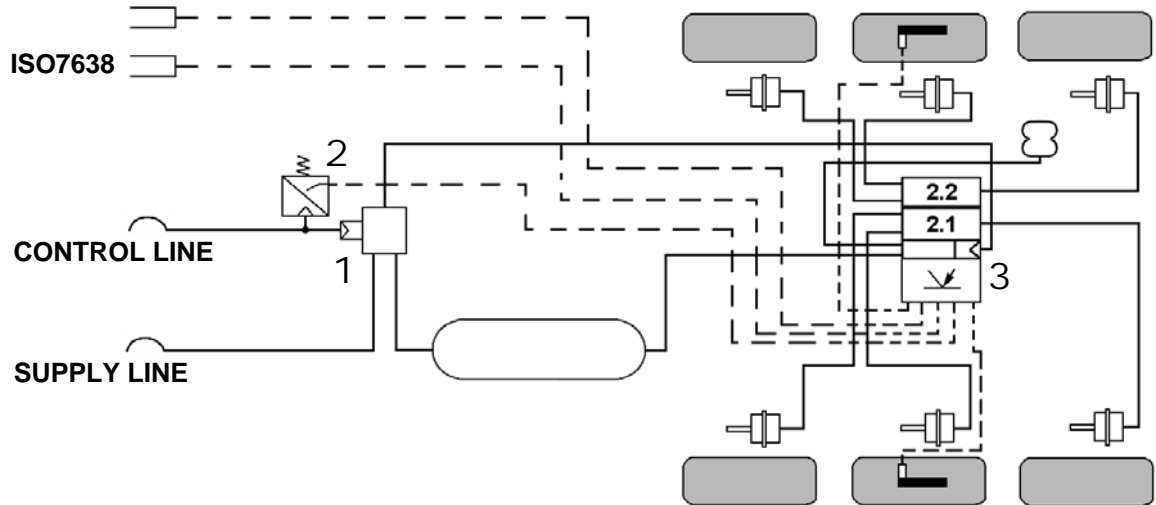 ISO7638
2
CONTROL LINE
1
2.2
2.1
3
SUPPLY LINE